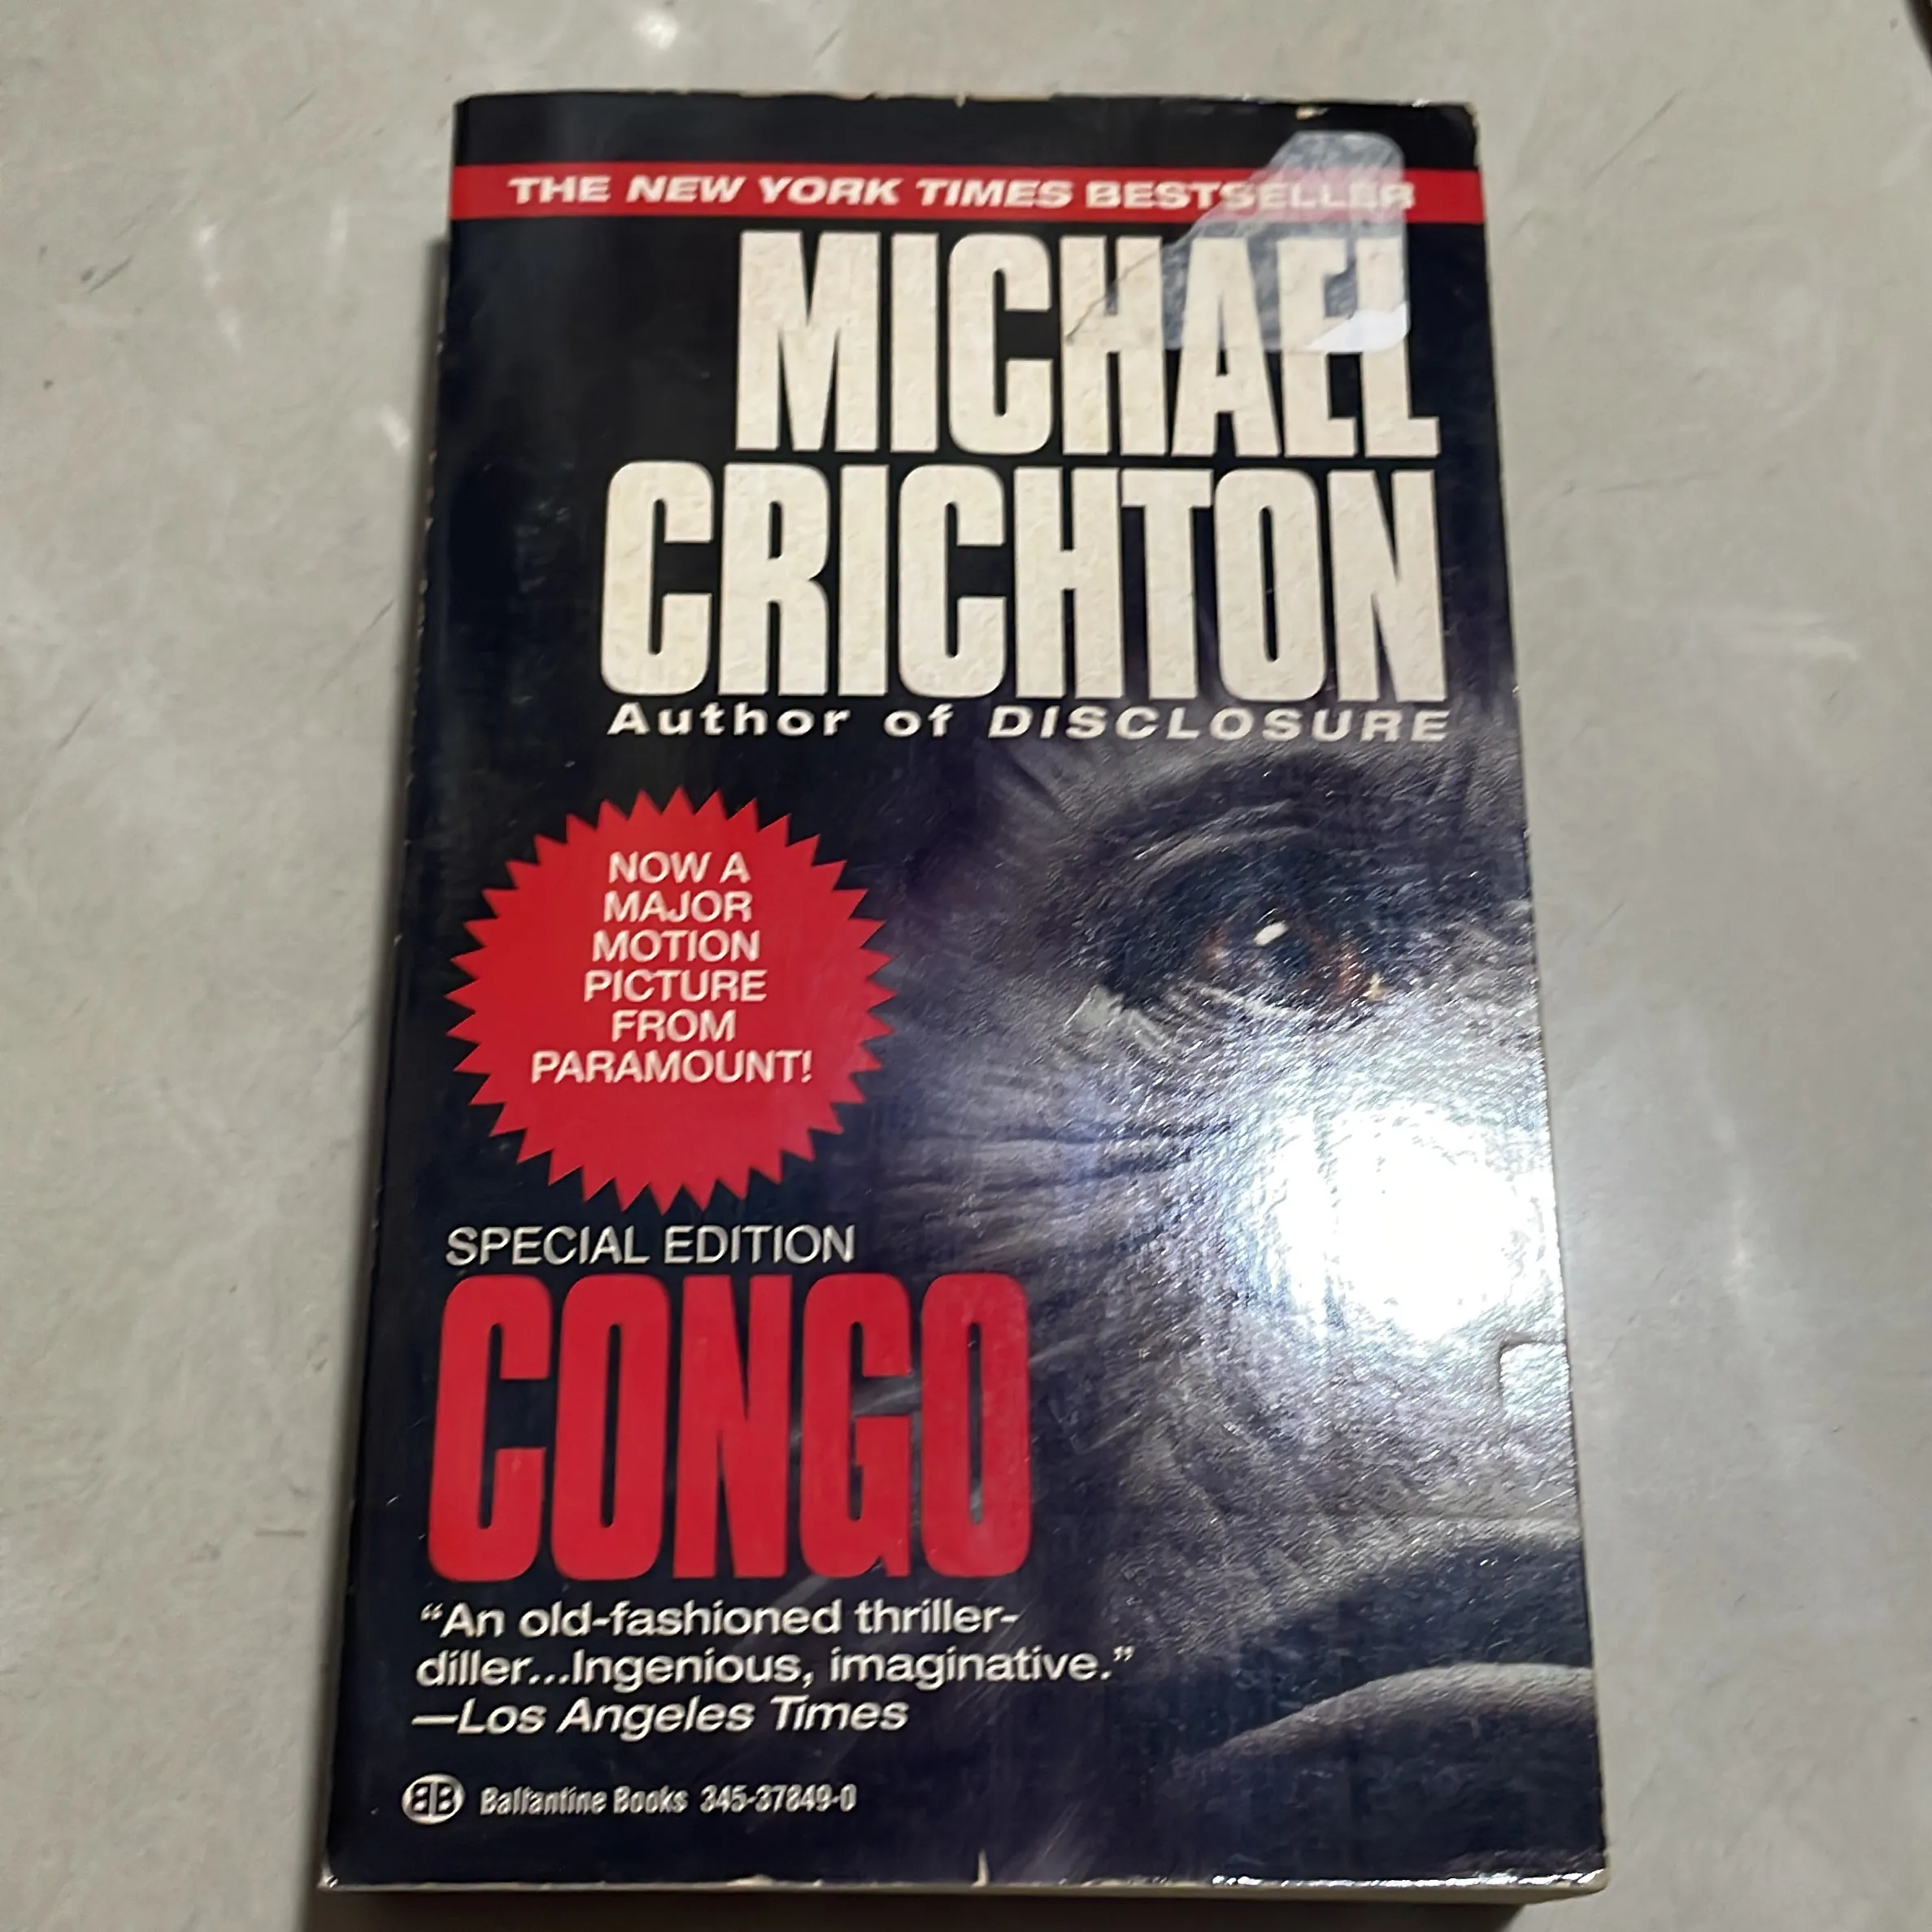 THE NEW YORK TIMES BESTSELLER
MICHAEL
CRICHTON
Author of DISCLOSURE
NOW A
MAJOR
MOTION
PICTURE
FROM
PARAMOUNT!
SPECIAL EDITION
CONGO
“An old-fashioned thriller-
diller...Ingenious, imaginative.”
—Los Angeles Times
BB Ballantine Books 345-37849-0